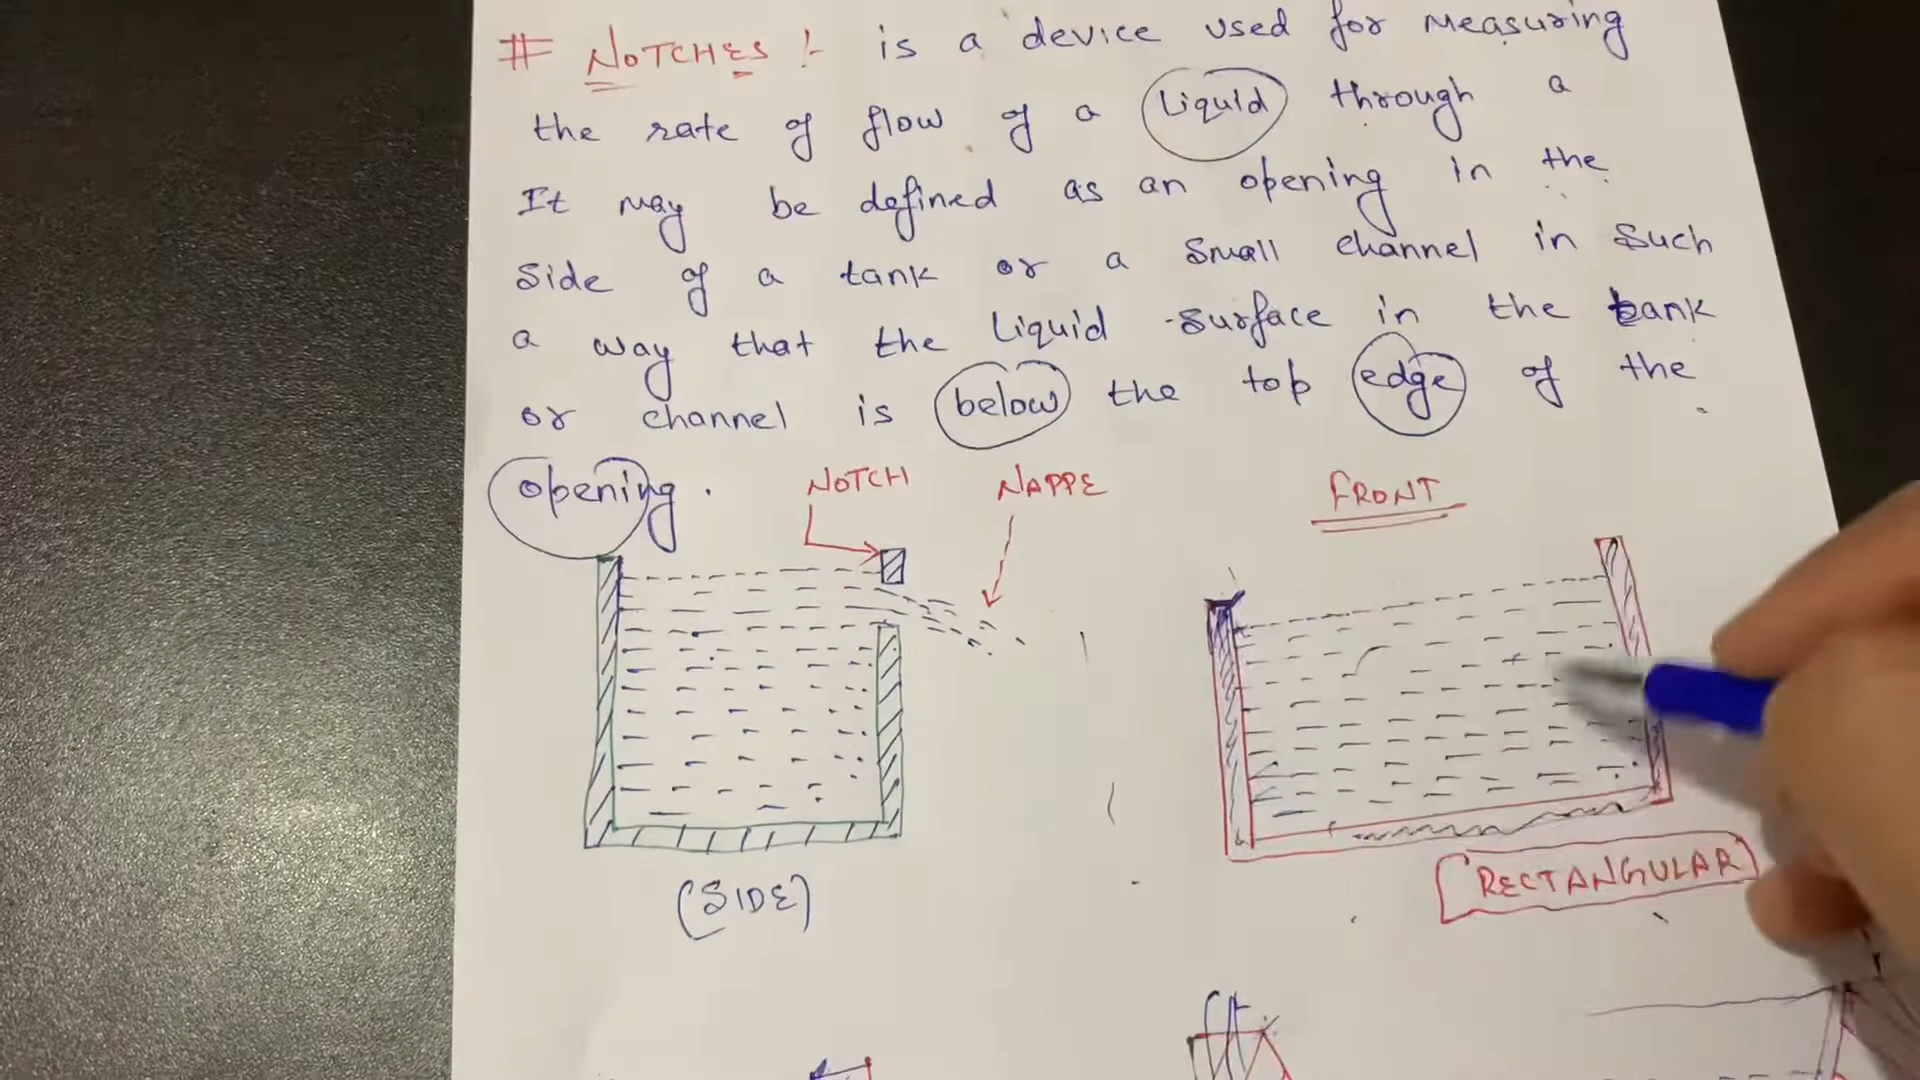 # NOTCHES :- is a device used for measuring
the rate of flow of a Liquid through a
It may be defined as an opening in the
side of a tank or a small channel in such
a way that the liquid surface in the tank
or channel is below the top edge of the
opening.
NOTCH
NAPPE
FRONT
(SIDE)
RECTANGULAR